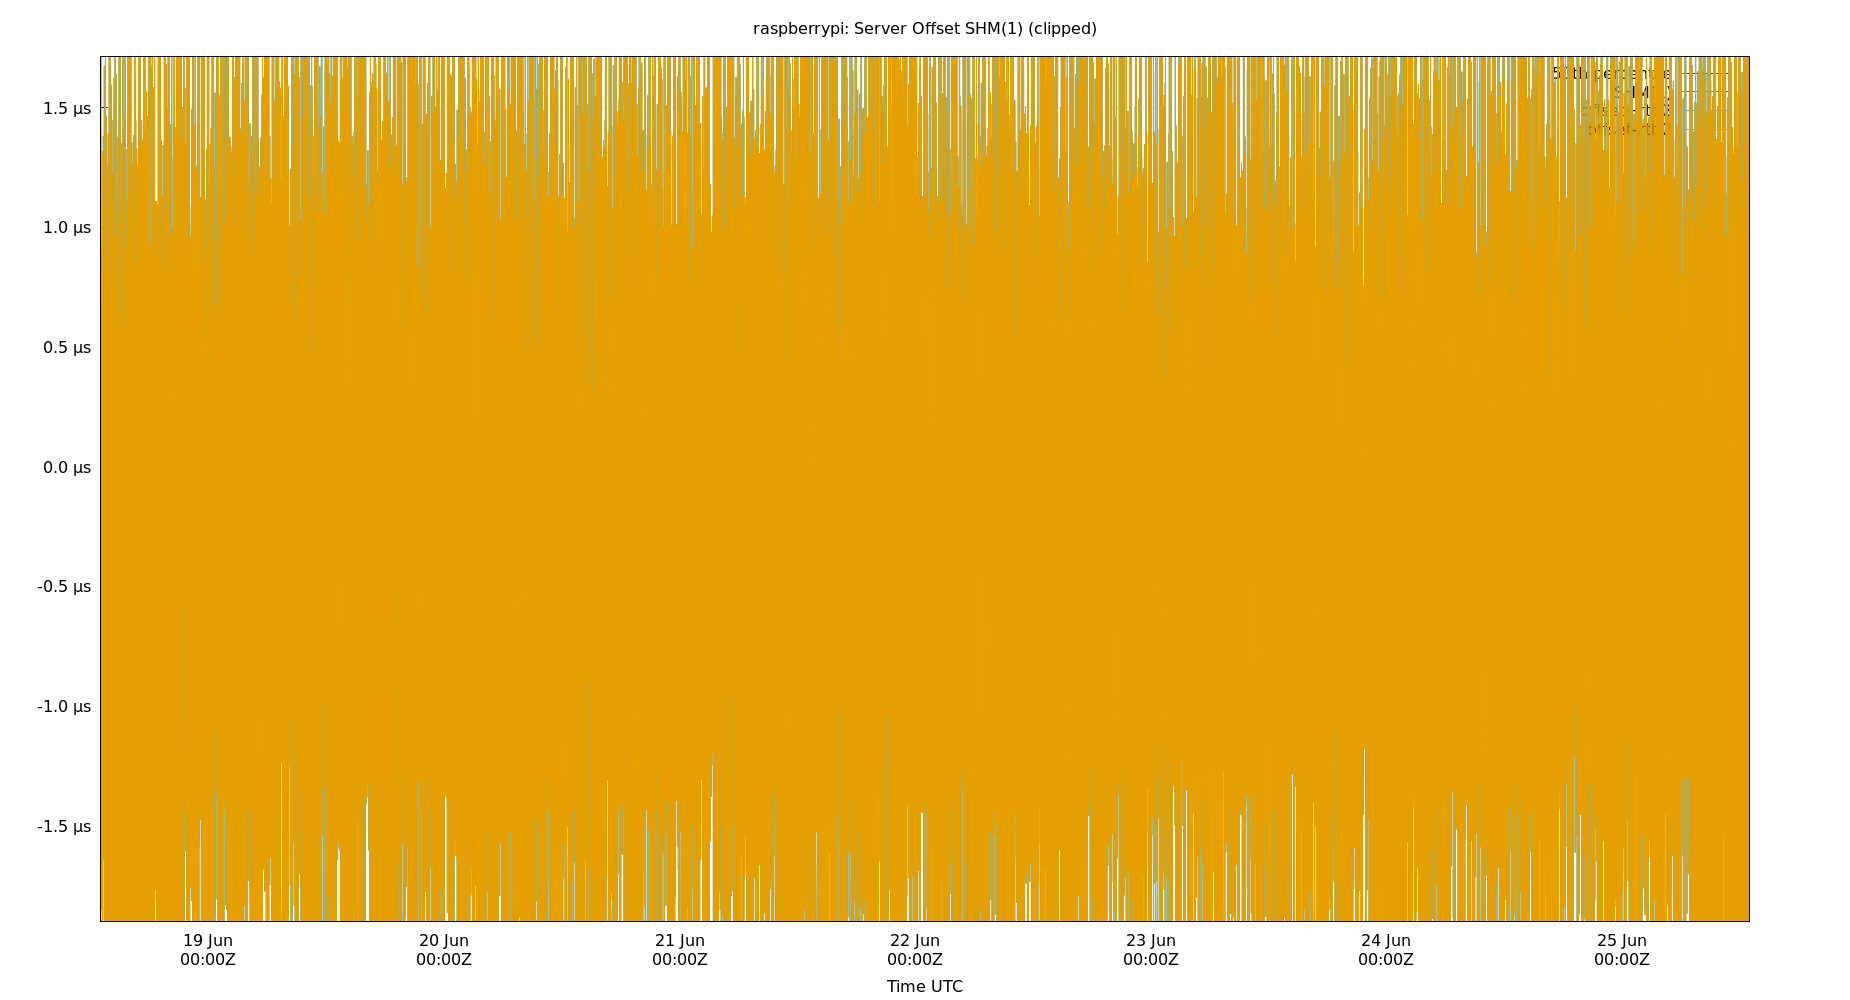 raspberrypi: Server Offset SHM(1) (clipped)
1.5 µs
1.0 µs
0.5 µs
0.0 µs
-0.5 µs
-1.0 µs
-1.5 µs
19 Jun
00:00Z
20 Jun
00:00Z
21 Jun
00:00Z
22 Jun
00:00Z
23 Jun
00:00Z
24 Jun
00:00Z
25 Jun
00:00Z
Time UTC